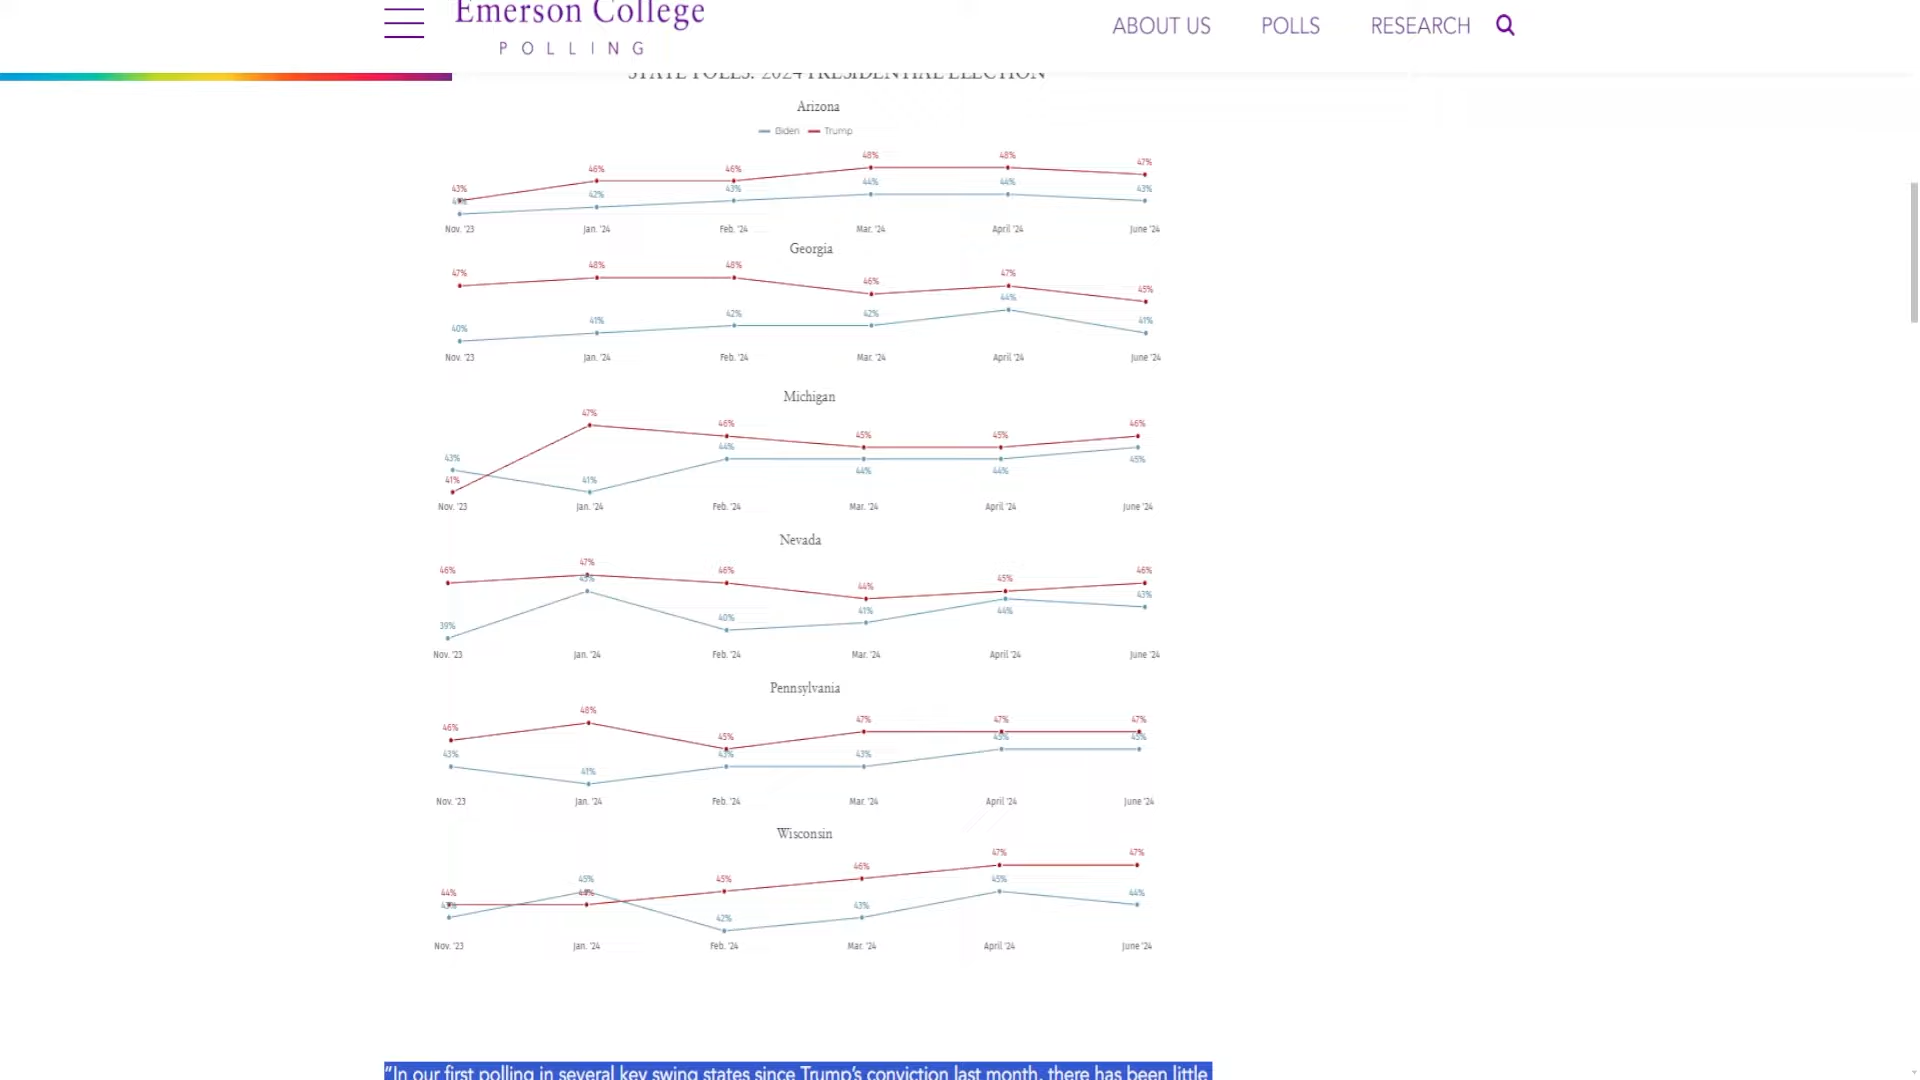 Emerson College
POLLING
ABOUT US POLLS RESEARCH
STATE POLLS: 2024 PRESIDENTIAL ELECTION
Arizona
Biden Trump
48% 48%
46% 46% 47%
43%
42% 43% 44% 44% 43%
Nov. '23 Jan. '24 Feb. '24 Mar. '24 April '24 June '24
Georgia
47% 48% 48% 46% 47% 45%
40% 41% 42% 42% 44% 41%
Nov. '23 Jan. '24 Feb. '24 Mar. '24 April '24 June '24
Michigan
47% 46% 45% 45% 46%
43% 44%
41% 41% 44% 44% 45%
Nov. '23 Jan. '24 Feb. '24 Mar. '24 April '24 June '24
Nevada
46% 47% 46% 44% 45% 46%
39% 45% 40% 41% 44% 43%
Nov. '23 Jan. '24 Feb. '24 Mar. '24 April '24 June '24
Pennsylvania
46% 48% 45% 47% 47% 47%
43% 41% 43% 43% 45% 45%
Nov. '23 Jan. '24 Feb. '24 Mar. '24 April '24 June '24
Wisconsin
47% 47%
44% 45% 45% 46% 45% 44%
43% 44% 42% 43%
Nov. '23 Jan. '24 Feb. '24 Mar. '24 April '24 June '24
“In our first polling in several key swing states since Trump’s conviction last month, there has been little